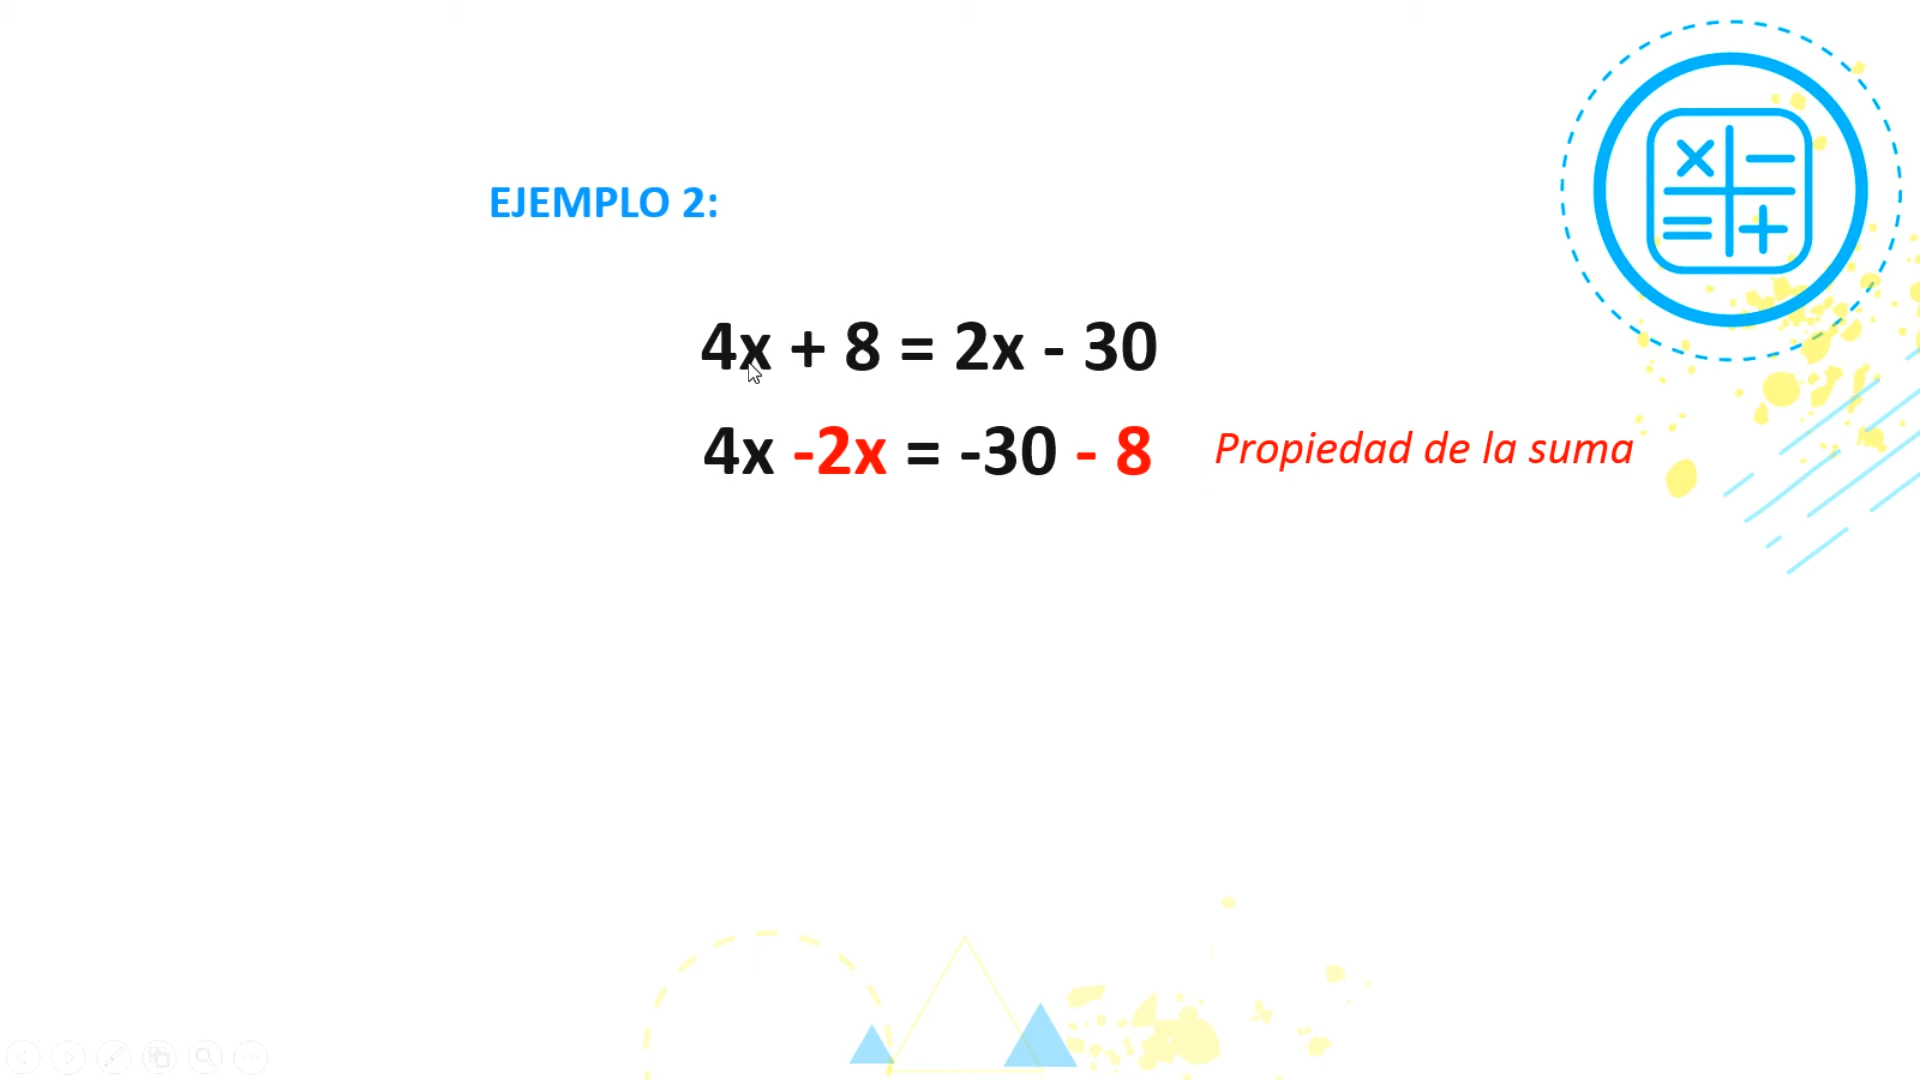 EJEMPLO 2:
4x + 8 = 2x - 30
4x -2x = -30 - 8 Propiedad de la suma